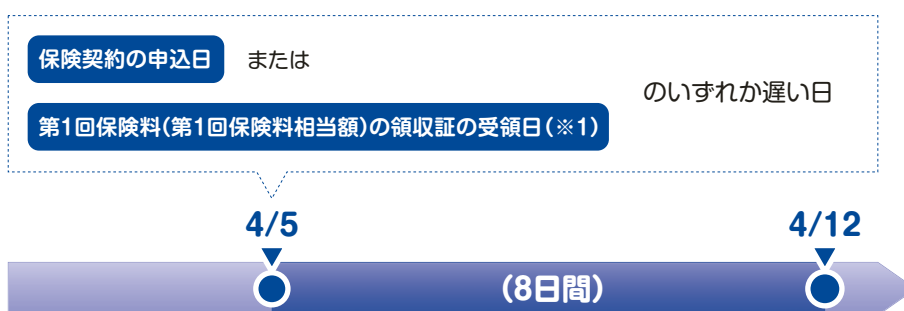 保険契約の申込日 または
第1回保険料(第1回保険料相当額)の領収証の受領日(※1)
のいずれか遅い日
4/5 4/12
(8日間)